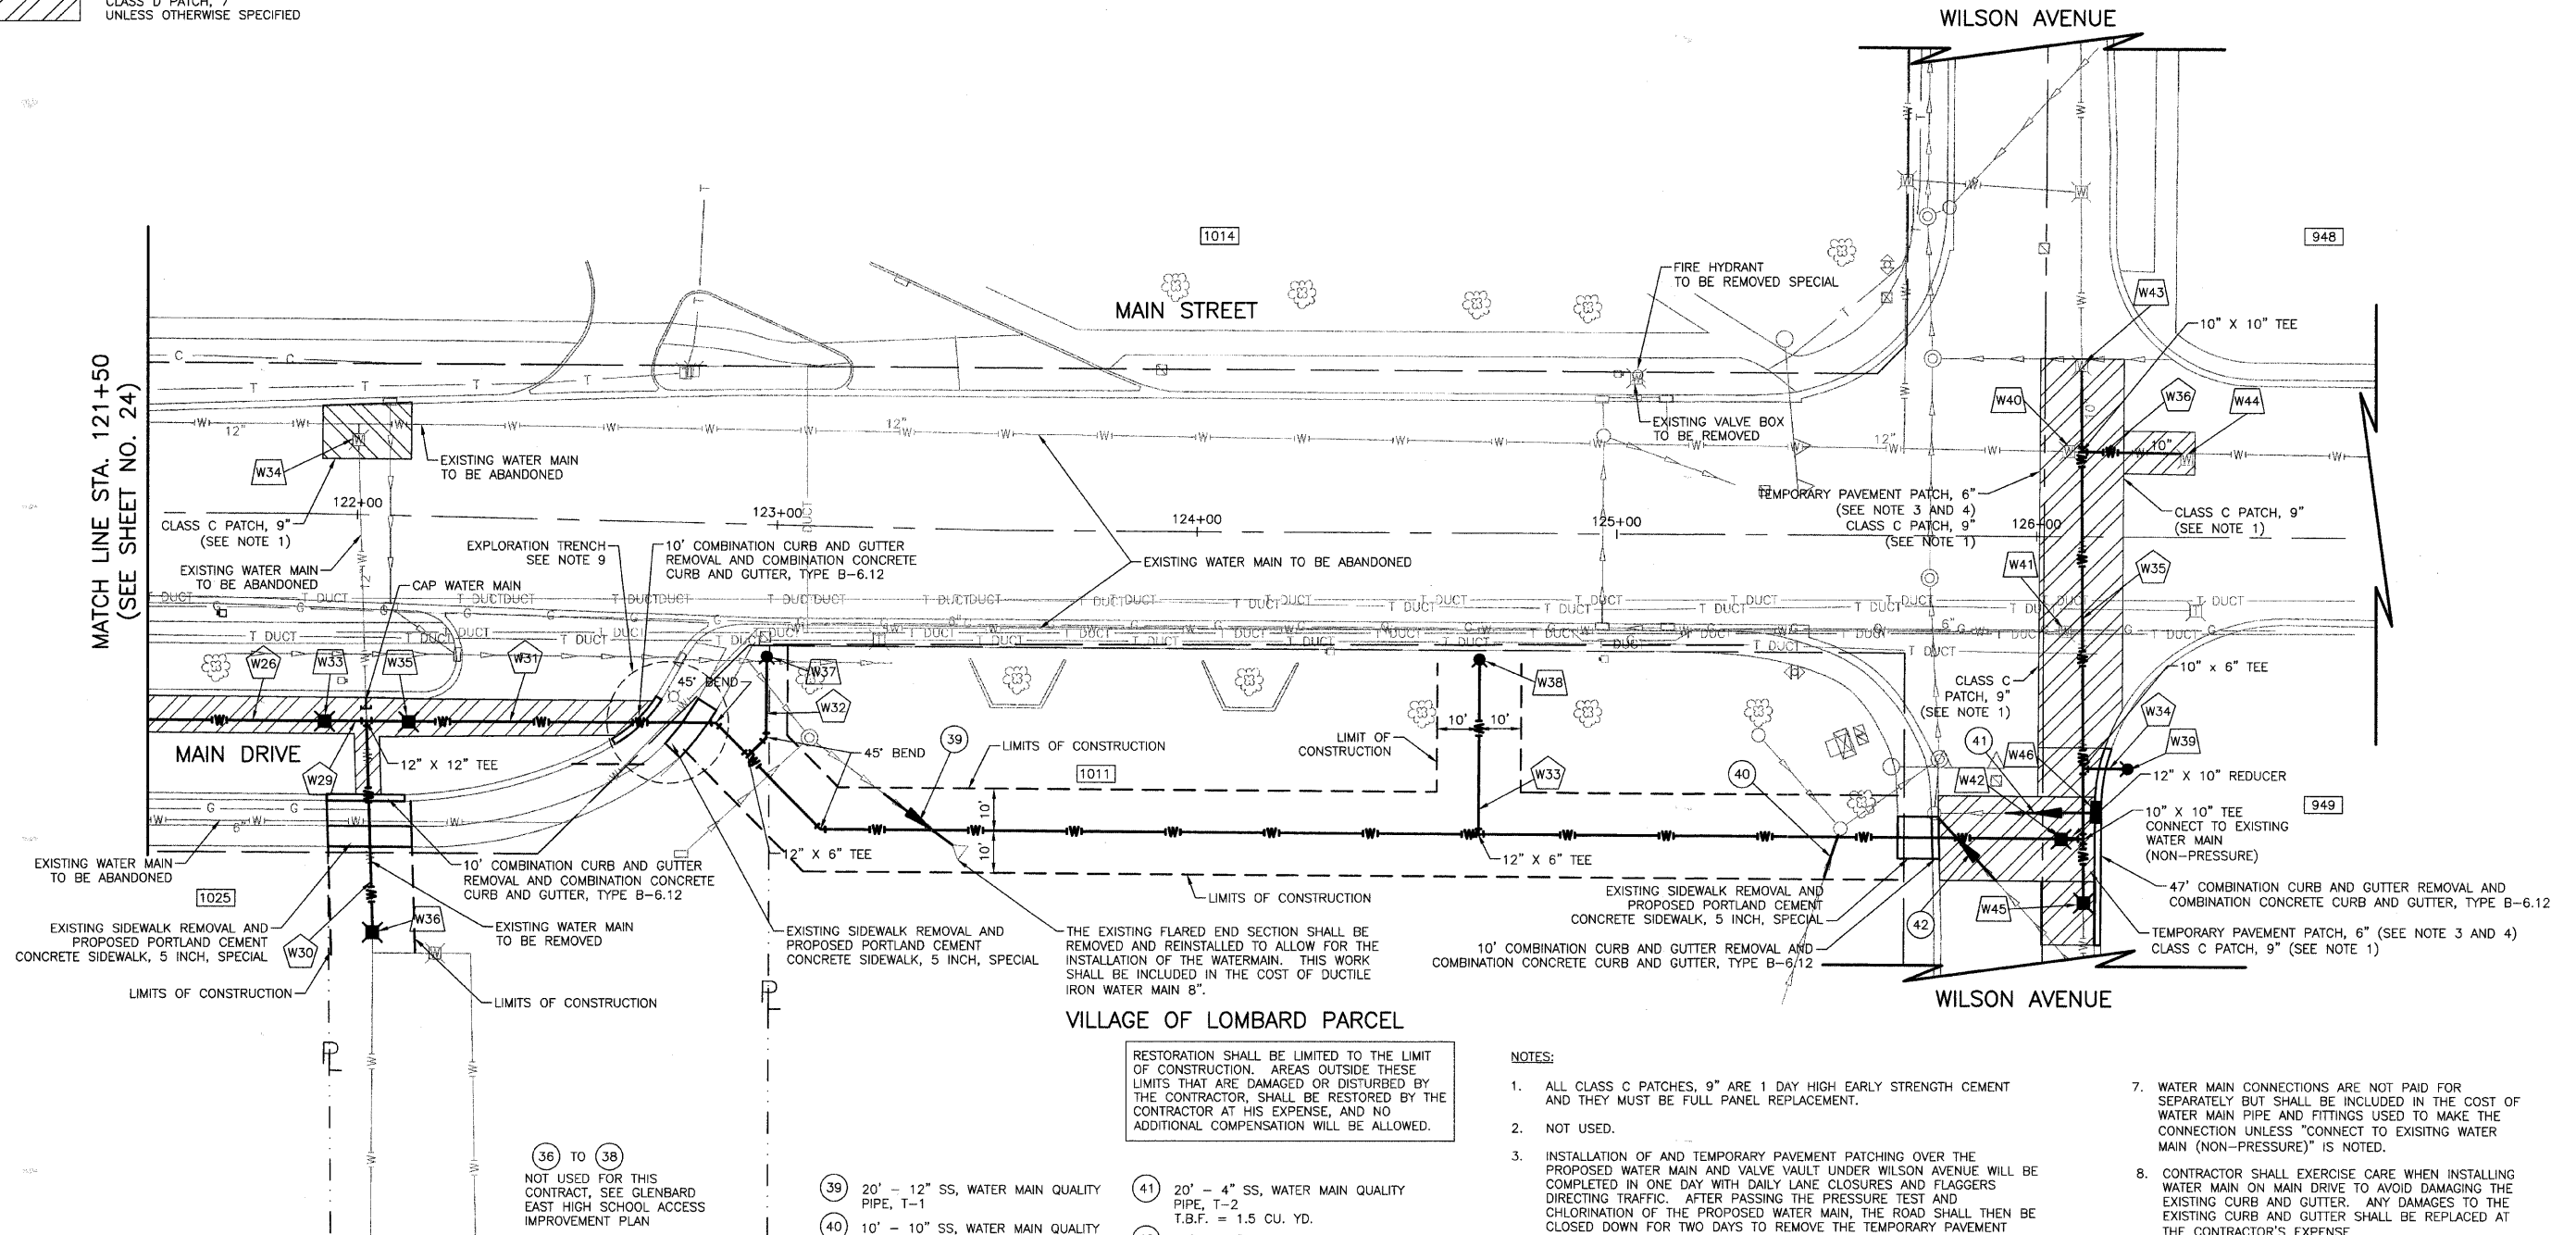 CLASS D PATCH, 7"
UNLESS OTHERWISE SPECIFIED
WILSON AVENUE
1014
948
FIRE HYDRANT
TO BE REMOVED SPECIAL
MAIN STREET
W43
10" X 10" TEE
MATCH LINE STA. 121+50
(SEE SHEET NO. 24)
W40
W36
W44
10"
10"
12"
12"
12"
EXISTING VALVE BOX
TO BE REMOVED
W34
EXISTING WATER MAIN
TO BE ABANDONED
122+00
123+00
124+00
125+00
126+00
CLASS C PATCH, 9"
(SEE NOTE 1)
TEMPORARY PAVEMENT PATCH, 6"
(SEE NOTE 3 AND 4)
CLASS C PATCH, 9"
(SEE NOTE 1)
CLASS C PATCH, 9"
(SEE NOTE 1)
EXPLORATION TRENCH
SEE NOTE 9
10' COMBINATION CURB AND GUTTER
REMOVAL AND COMBINATION CONCRETE
CURB AND GUTTER, TYPE B-6.12
EXISTING WATER MAIN TO BE ABANDONED
EXISTING WATER MAIN
TO BE ABANDONED
12"
CAP WATER MAIN
W41
W35
6"
W26
W33
W35
W31
45° BEND
W37
W38
10" x 6" TEE
CLASS C
PATCH, 9"
(SEE NOTE 1)
W32
10' 10'
W34
W39
MAIN DRIVE
W29
12" X 12" TEE
45° BEND
39
LIMITS OF CONSTRUCTION
LIMIT OF
CONSTRUCTION
1011
W33
40
41
W46
W42
12" X 10" REDUCER
949
10" X 10" TEE
CONNECT TO EXISTING
WATER MAIN
(NON-PRESSURE)
10'
10'
6"
EXISTING WATER MAIN
TO BE ABANDONED
12" X 6" TEE
12" X 6" TEE
10' COMBINATION CURB AND GUTTER
REMOVAL AND COMBINATION CONCRETE
CURB AND GUTTER, TYPE B-6.12
1025
LIMITS OF CONSTRUCTION
EXISTING SIDEWALK REMOVAL AND
PROPOSED PORTLAND CEMENT
CONCRETE SIDEWALK, 5 INCH, SPECIAL
47' COMBINATION CURB AND GUTTER REMOVAL AND
COMBINATION CONCRETE CURB AND GUTTER, TYPE B-6.12
W45
42
W36
EXISTING SIDEWALK REMOVAL AND
PROPOSED PORTLAND CEMENT
CONCRETE SIDEWALK, 5 INCH, SPECIAL
W30
EXISTING WATER MAIN
TO BE REMOVED
EXISTING SIDEWALK REMOVAL AND
PROPOSED PORTLAND CEMENT
CONCRETE SIDEWALK, 5 INCH, SPECIAL
THE EXISTING FLARED END SECTION SHALL BE
REMOVED AND REINSTALLED TO ALLOW FOR THE
INSTALLATION OF THE WATERMAIN. THIS WORK
SHALL BE INCLUDED IN THE COST OF DUCTILE
IRON WATER MAIN 8".
10' COMBINATION CURB AND GUTTER REMOVAL AND
COMBINATION CONCRETE CURB AND GUTTER, TYPE B-6.12
TEMPORARY PAVEMENT PATCH, 6" (SEE NOTE 3 AND 4)
CLASS C PATCH, 9" (SEE NOTE 1)
LIMITS OF CONSTRUCTION
LIMITS OF CONSTRUCTION
WILSON AVENUE
VILLAGE OF LOMBARD PARCEL
RESTORATION SHALL BE LIMITED TO THE LIMIT
OF CONSTRUCTION. AREAS OUTSIDE THESE
LIMITS THAT ARE DAMAGED OR DISTURBED BY
THE CONTRACTOR, SHALL BE RESTORED BY THE
CONTRACTOR AT HIS EXPENSE, AND NO
ADDITIONAL COMPENSATION WILL BE ALLOWED.
36 TO 38
NOT USED FOR THIS
CONTRACT, SEE GLENBARD
EAST HIGH SCHOOL ACCESS
IMPROVEMENT PLAN
39 20' - 12" SS, WATER MAIN QUALITY
PIPE, T-1
40 10' - 10" SS, WATER MAIN QUALITY
41 20' - 4" SS, WATER MAIN QUALITY
PIPE, T-2
T.B.F. = 1.5 CU. YD.
NOTES:
1. ALL CLASS C PATCHES, 9" ARE 1 DAY HIGH EARLY STRENGTH CEMENT
AND THEY MUST BE FULL PANEL REPLACEMENT.
2. NOT USED.
3. INSTALLATION OF AND TEMPORARY PAVEMENT PATCHING OVER THE
PROPOSED WATER MAIN AND VALVE VAULT UNDER WILSON AVENUE WILL BE
COMPLETED IN ONE DAY WITH DAILY LANE CLOSURES AND FLAGGERS
DIRECTING TRAFFIC. AFTER PASSING THE PRESSURE TEST AND
CHLORINATION OF THE PROPOSED WATER MAIN, THE ROAD SHALL THEN BE
CLOSED DOWN FOR TWO DAYS TO REMOVE THE TEMPORARY PAVEMENT
7. WATER MAIN CONNECTIONS ARE NOT PAID FOR
SEPARATELY BUT SHALL BE INCLUDED IN THE COST OF
WATER MAIN PIPE AND FITTINGS USED TO MAKE THE
CONNECTION UNLESS "CONNECT TO EXISITNG WATER
MAIN (NON-PRESSURE)" IS NOTED.
8. CONTRACTOR SHALL EXERCISE CARE WHEN INSTALLING
WATER MAIN ON MAIN DRIVE TO AVOID DAMAGING THE
EXISTING CURB AND GUTTER. ANY DAMAGES TO THE
EXISTING CURB AND GUTTER SHALL BE REPLACED AT
THE CONTRACTOR'S EXPENSE